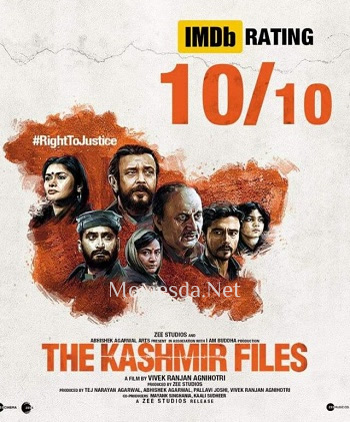 IMDb RATING
10/10
#RightToJustice
Moviesda.Net
ZEE STUDIOS AND
ABHISHEK AGARWAL ARTS PRESENT IN ASSOCIATION WITH I AM BUDDHA PRODUCTION
THE KASHMIR FILES
A FILM BY VIVEK RANJAN AGNIHOTRI
PRODUCED BY ZEE STUDIOS
PRODUCED BY TEJ NARAYAN AGARWAL, ABHISHEK AGARWAL, PALLAVI JOSHI, VIVEK RANJAN AGNIHOTRI
CO-PRODUCERS MAYANK SINGHANIA, KAALI SUDHEER
A ZEE STUDIOS RELEASE